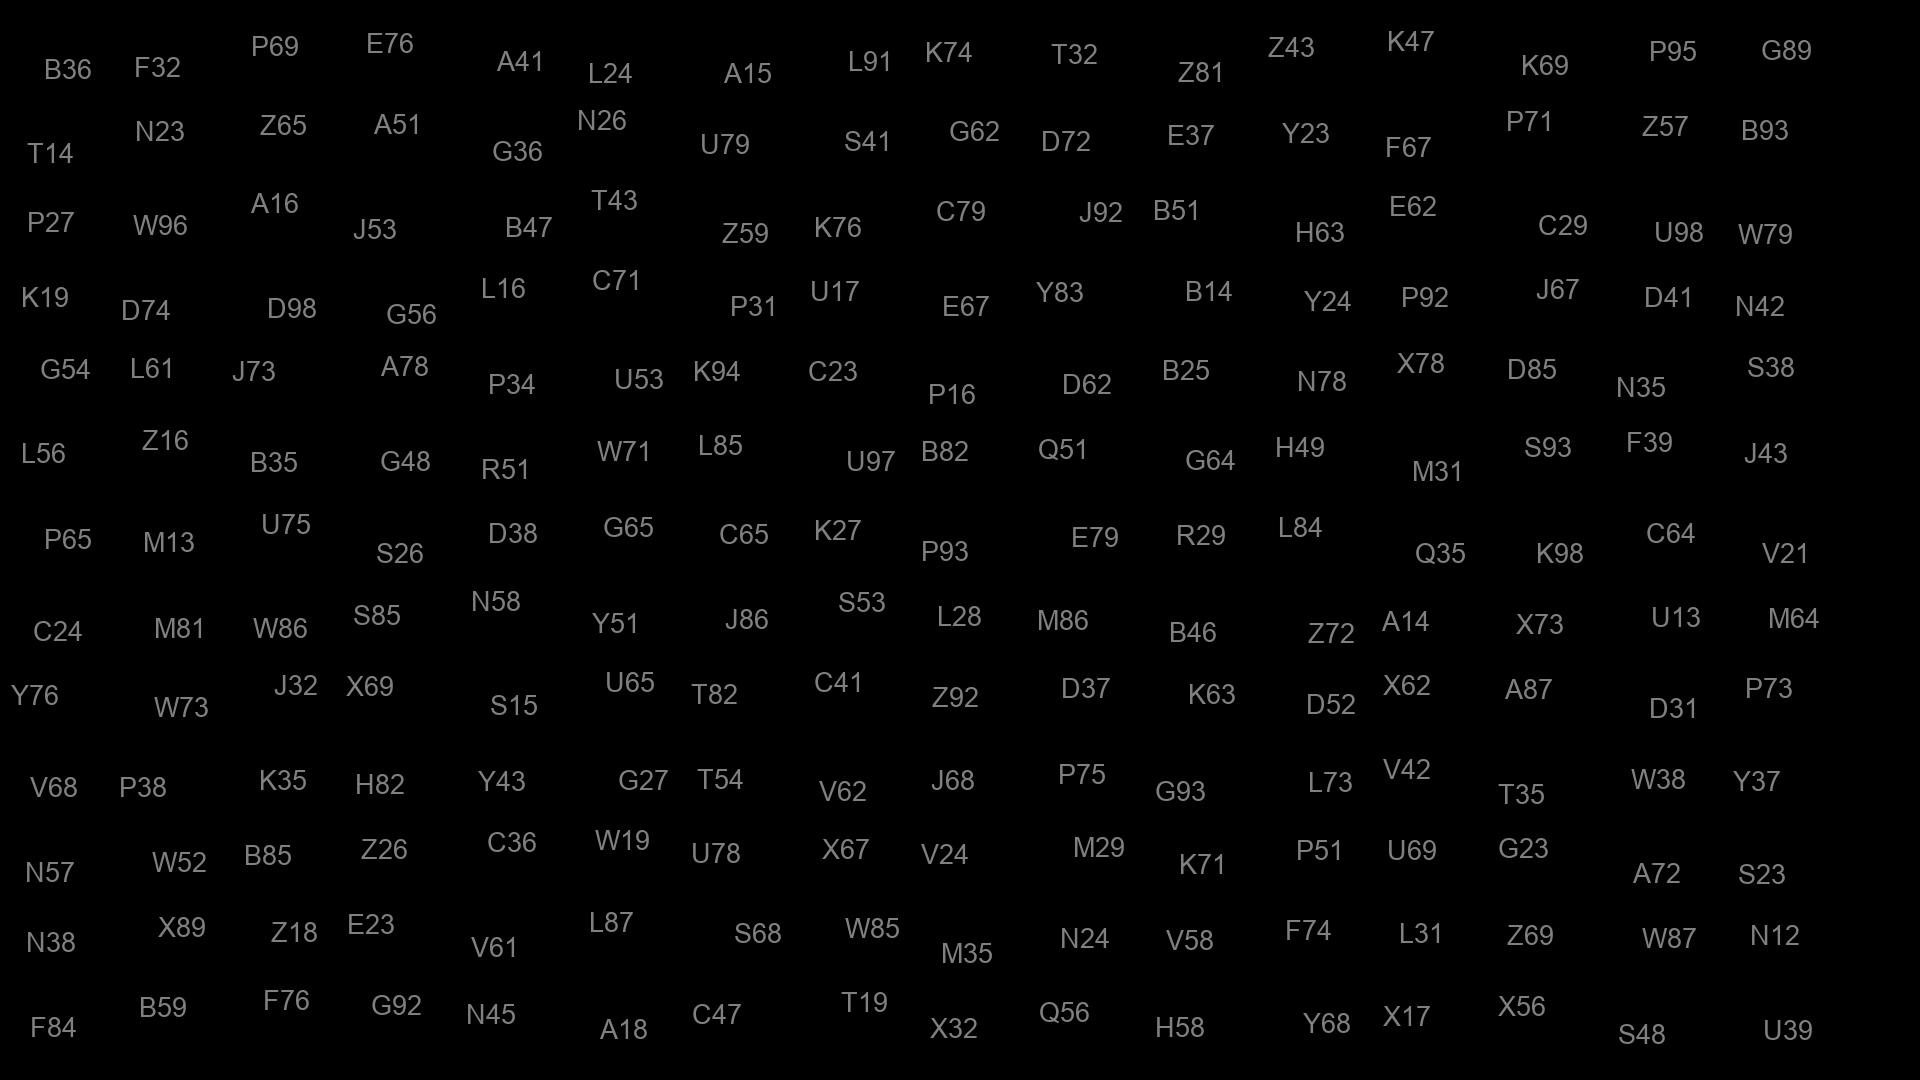 B36 F32 P69 E76 A41 L24 A15 L91 K74 T32 Z81 Z43 K47 K69 P95 G89
T14 N23 Z65 A51 G36 N26 U79 S41 G62 D72 E37 Y23 F67 P71 Z57 B93
P27 W96 A16 J53 B47 T43 Z59 K76 C79 J92 B51 H63 E62 C29 U98 W79
K19 D74 D98 G56 L16 C71 P31 U17 E67 Y83 B14 Y24 P92 J67 D41 N42
G54 L61 J73 A78 P34 U53 K94 C23 P16 D62 B25 N78 X78 D85 N35 S38
L56 Z16 B35 G48 R51 W71 L85 U97 B82 Q51 G64 H49 M31 S93 F39 J43
P65 M13 U75 S26 D38 G65 C65 K27 P93 E79 R29 L84 Q35 K98 C64 V21
C24 M81 W86 S85 N58 Y51 J86 S53 L28 M86 B46 Z72 A14 X73 U13 M64
Y76 W73 J32 X69 S15 U65 T82 C41 Z92 D37 K63 D52 X62 A87 D31 P73
V68 P38 K35 H82 Y43 G27 T54 V62 J68 P75 G93 L73 V42 T35 W38 Y37
N57 W52 B85 Z26 C36 W19 U78 X67 V24 M29 K71 P51 U69 G23 A72 S23
N38 X89 Z18 E23 V61 L87 S68 W85 M35 N24 V58 F74 L31 Z69 W87 N12
F84 B59 F76 G92 N45 A18 C47 T19 X32 Q56 H58 Y68 X17 X56 S48 U39